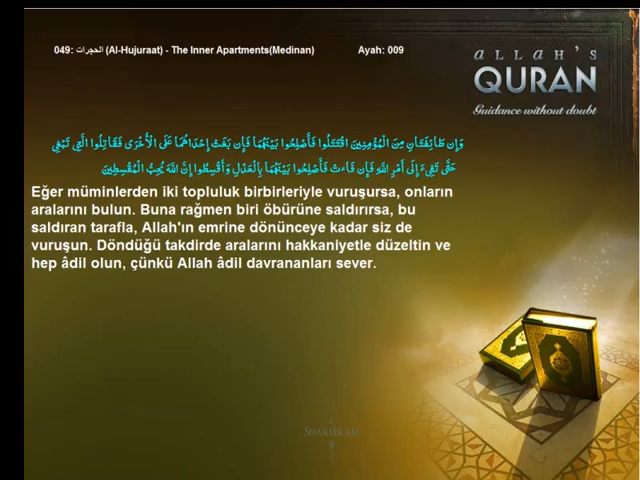 049: الحجرات (Al-Hujuraat) - The Inner Apartments(Medinan) Ayah: 009
ALLAH'S
QURAN
Guidance without doubt
وَإِن طَائِفَتَانِ مِنَ الْمُؤْمِنِينَ اقْتَتَلُوا فَأَصْلِحُوا بَيْنَهُمَا فَإِن بَغَتْ إِحْدَاهُمَا عَلَى الْأُخْرَى فَقَاتِلُوا الَّتِي تَبْغِي
حَتَّى تَفِيءَ إِلَى أَمْرِ اللَّهِ فَإِن فَاءتْ فَأَصْلِحُوا بَيْنَهُمَا بِالْعَدْلِ وَأَقْسِطُوا إِنَّ اللَّهَ يُحِبُّ الْمُقْسِطِينَ
Eğer müminlerden iki topluluk birbirleriyle vuruşursa, onların
aralarını bulun. Buna rağmen biri öbürüne saldırırsa, bu
saldıran tarafla, Allah'ın emrine dönünceye kadar siz de
vuruşun. Döndüğü takdirde aralarını hakkaniyetle düzeltin ve
hep âdil olun, çünkü Allah âdil davrananları sever.
SHAREISLAM